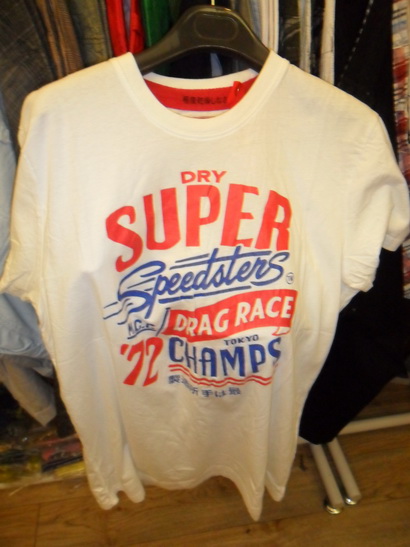 DRY
SUPER
Speedsters
M.C.
DRAG RACE
'72
TOKYO
CHAMPS